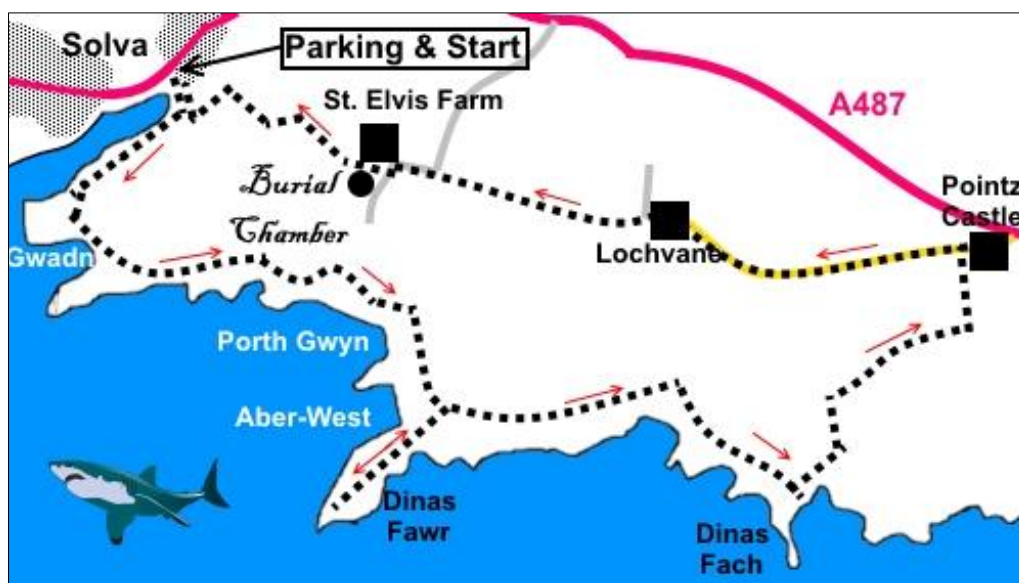 Solva
Parking & Start
St. Elvis Farm
A487
Burial
Chamber
Pointz
Castle
Lochvane
Gwadn
Porth Gwyn
Aber-West
Dinas
Fawr
Dinas
Fach